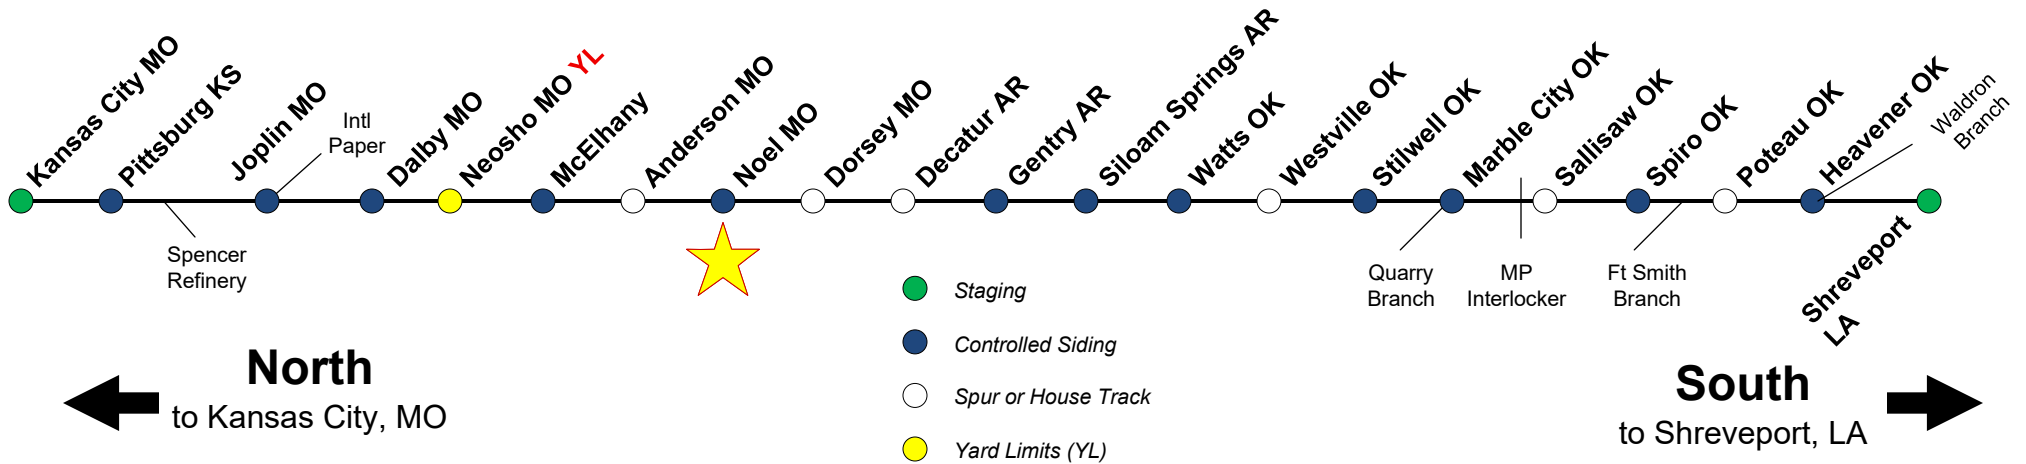 Kansas City MO
Pittsburg KS
Joplin MO
Intl
Paper
Dalby MO
Neosho MO YL
McElhany
Anderson MO
Noel MO
Dorsey MO
Decatur AR
Gentry AR
Siloam Springs AR
Watts OK
Westville OK
Stilwell OK
Marble City OK
Sallisaw OK
Spiro OK
Poteau OK
Heavener OK
Waldron
Branch
Spencer
Refinery
Quarry
Branch
MP
Interlocker
Ft Smith
Branch
Shreveport
LA
Staging
Controlled Siding
Spur or House Track
Yard Limits (YL)
North
to Kansas City, MO
South
to Shreveport, LA